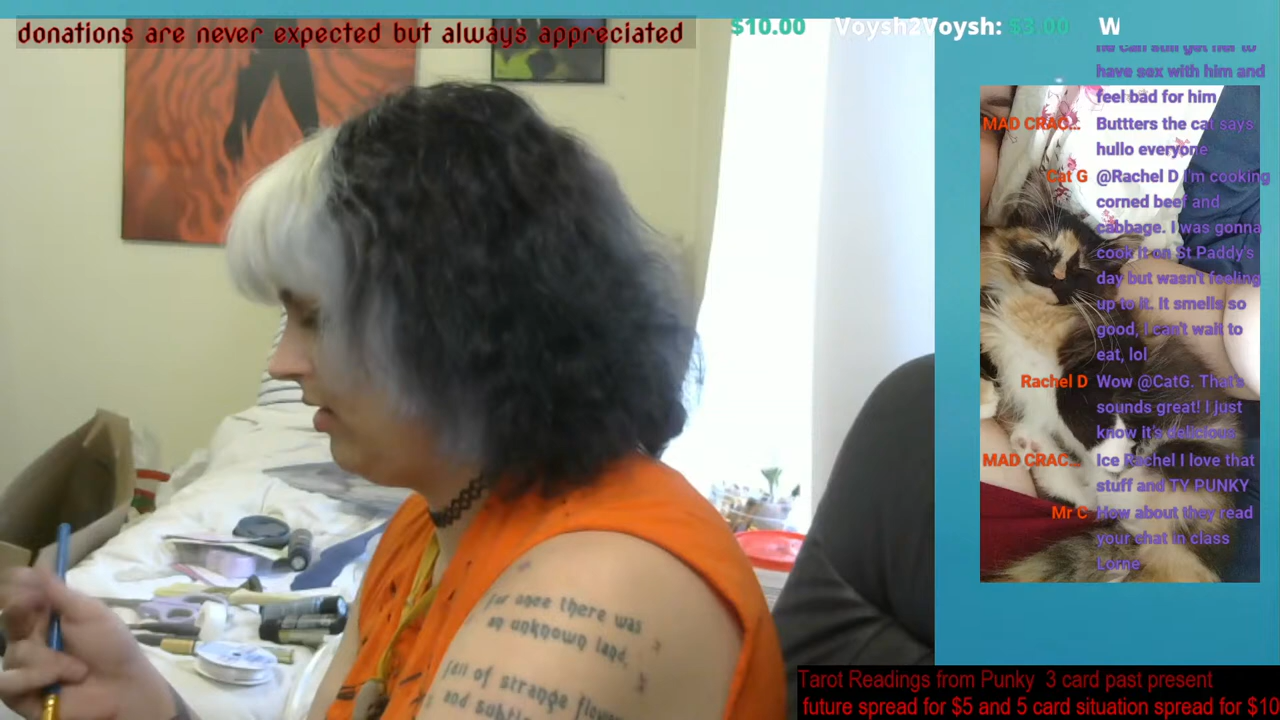 donations are never expected but always appreciated
$10.00 Voysh2Voysh: $3.00 W
he can still get her to
have sex with him and
feel bad for him
MAD CRAC... Buttters the cat says
hullo everyone
Cat G @Rachel D I'm cooking
corned beef and
cabbage. I was gonna
cook it on St Paddy's
day but wasn't feeling
up to it. It smells so
good, I can't wait to
eat, lol
Rachel D Wow @CatG. That's
sounds great! I just
know it's delicious
MAD CRAC... Ice Rachel I love that
stuff and TY PUNKY
Mr C How about they read
your chat in class
Lorne
for once there was
an unknown land,
full of strange flowers
and subtle
Tarot Readings from Punky 3 card past present
future spread for $5 and 5 card situation spread for $10